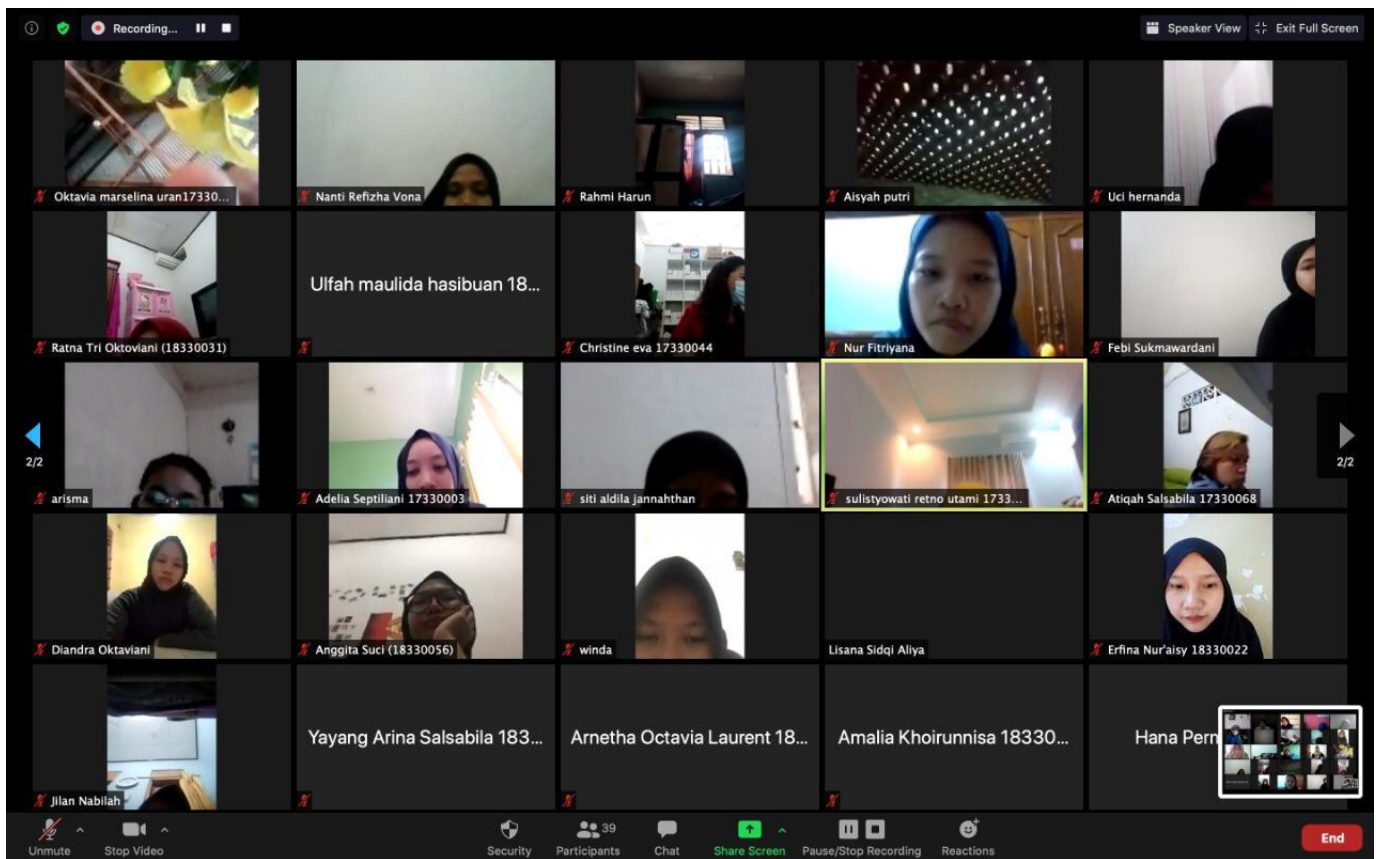 Recording...
Speaker View
Exit Full Screen
Oktavia marselina uran17330...
Nanti Refizha Vona
Rahmi Harun
Aisyah putri
Uci hernanda
Ratna Tri Oktoviani (18330031)
Ulfah maulida hasibuan 18...
Christine eva 17330044
Nur Fitriyana
Febi Sukmawardani
2/2
arisma
Adelia Septiliani 17330003
siti aldila jannahthan
sulistyowati retno utami 1733...
Atiqah Salsabila 17330068
2/2
Diandra Oktaviani
Anggita Suci (18330056)
winda
Lisana Sidqi Aliya
Erfina Nur'aisy 18330022
Jilan Nabilah
Yayang Arina Salsabila 183...
Arnetha Octavia Laurent 18...
Amalia Khoirunnisa 18330...
Hana Pern
Unmute
Stop Video
Security
39
Participants
Chat
Share Screen
Pause/Stop Recording
Reactions
End